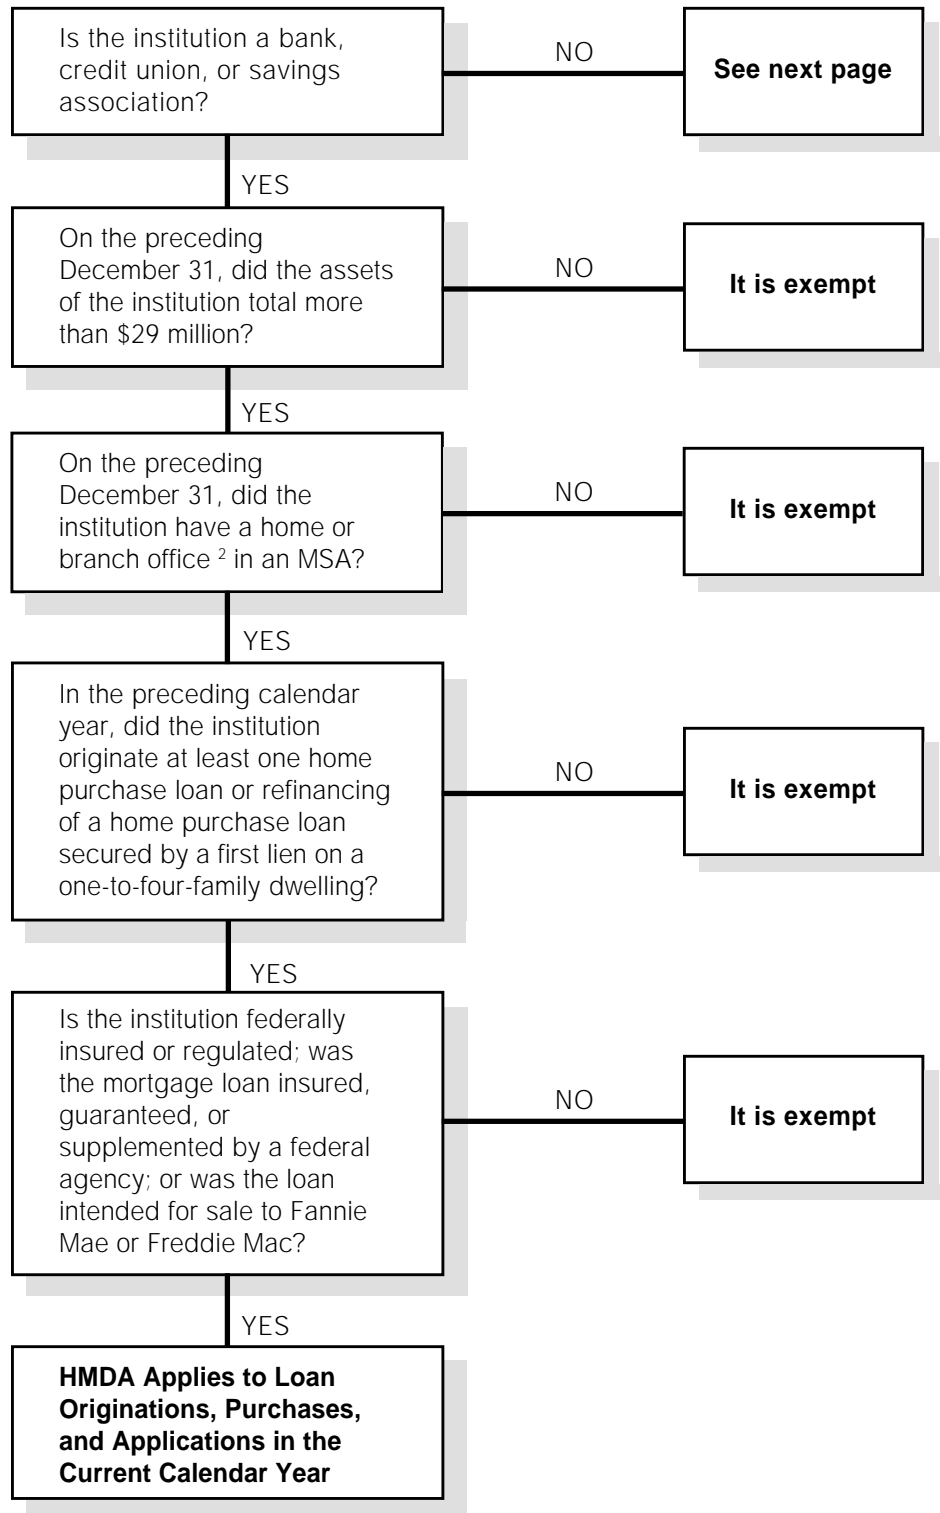 Is the institution a bank,
credit union, or savings
association?
NO
See next page
YES
On the preceding
December 31, did the assets
of the institution total more
than $29 million?
NO
It is exempt
YES
On the preceding
December 31, did the
institution have a home or
branch office 2 in an MSA?
NO
It is exempt
YES
In the preceding calendar
year, did the institution
originate at least one home
purchase loan or refinancing
of a home purchase loan
secured by a first lien on a
one-to-four-family dwelling?
NO
It is exempt
YES
Is the institution federally
insured or regulated; was
the mortgage loan insured,
guaranteed, or
supplemented by a federal
agency; or was the loan
intended for sale to Fannie
Mae or Freddie Mac?
NO
It is exempt
YES
HMDA Applies to Loan
Originations, Purchases,
and Applications in the
Current Calendar Year